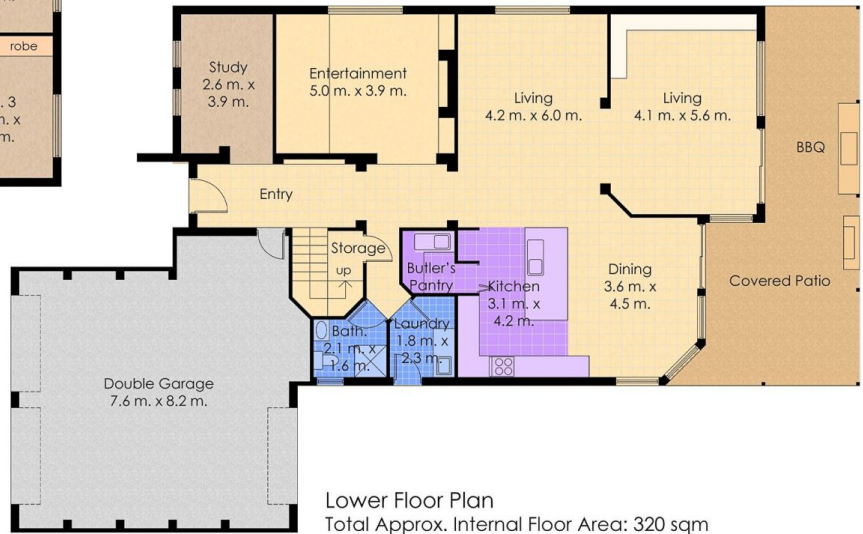 robe
. 3
n. x
m.
Study
2.6 m. x
3.9 m.
Entertainment
5.0 m. x 3.9 m.
Living
4.2 m. x 6.0 m.
Living
4.1 m. x 5.6 m.
BBQ
Entry
Storage
up
Butler's
Pantry
Kitchen
3.1 m. x
4.2 m.
Dining
3.6 m. x
4.5 m.
Covered Patio
Bath.
2.1 m. x
1.6 m.
Laundry
1.8 m. x
2.3 m.
Double Garage
7.6 m. x 8.2 m.
Lower Floor Plan
Total Approx. Internal Floor Area: 320 sqm